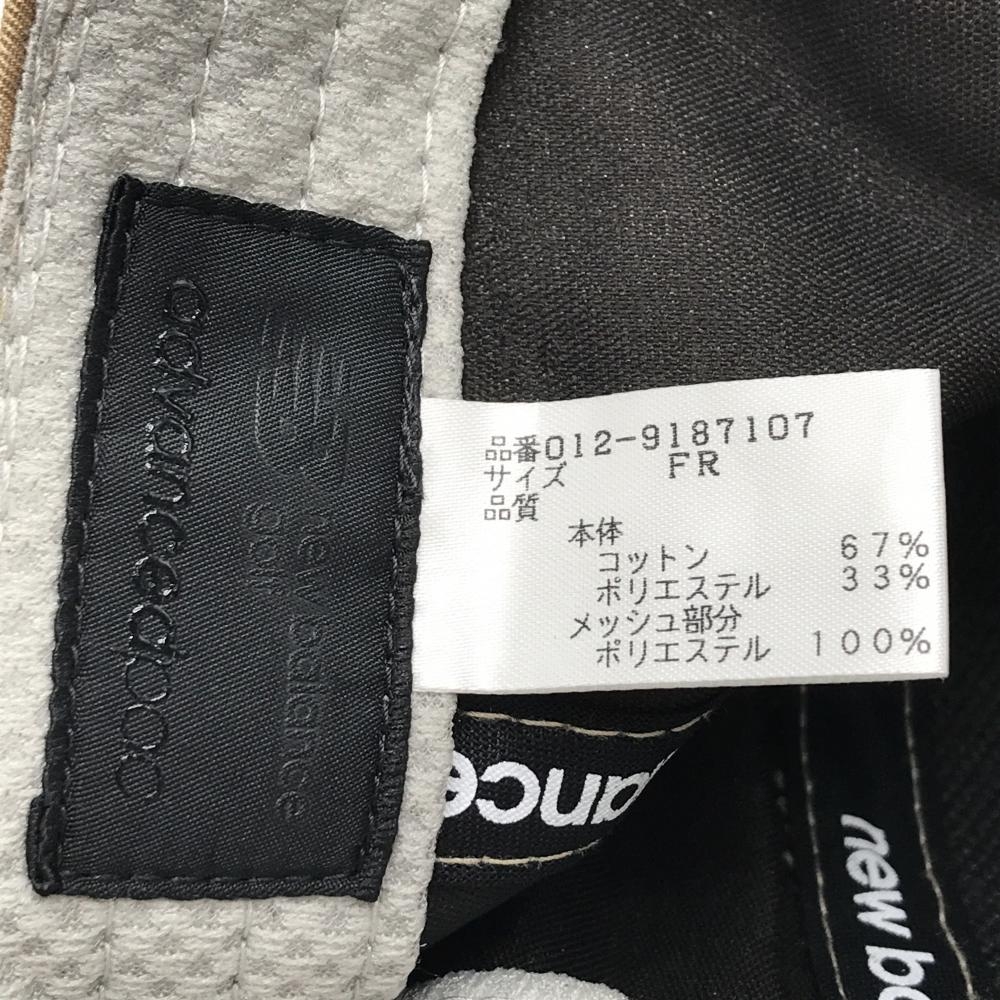 advancedoo
new balance
golf
品番012-9187107
サイズ FR
品質
本体
コットン 67%
ポリエステル 33%
メッシュ部分
ポリエステル 100%
ance
new ba